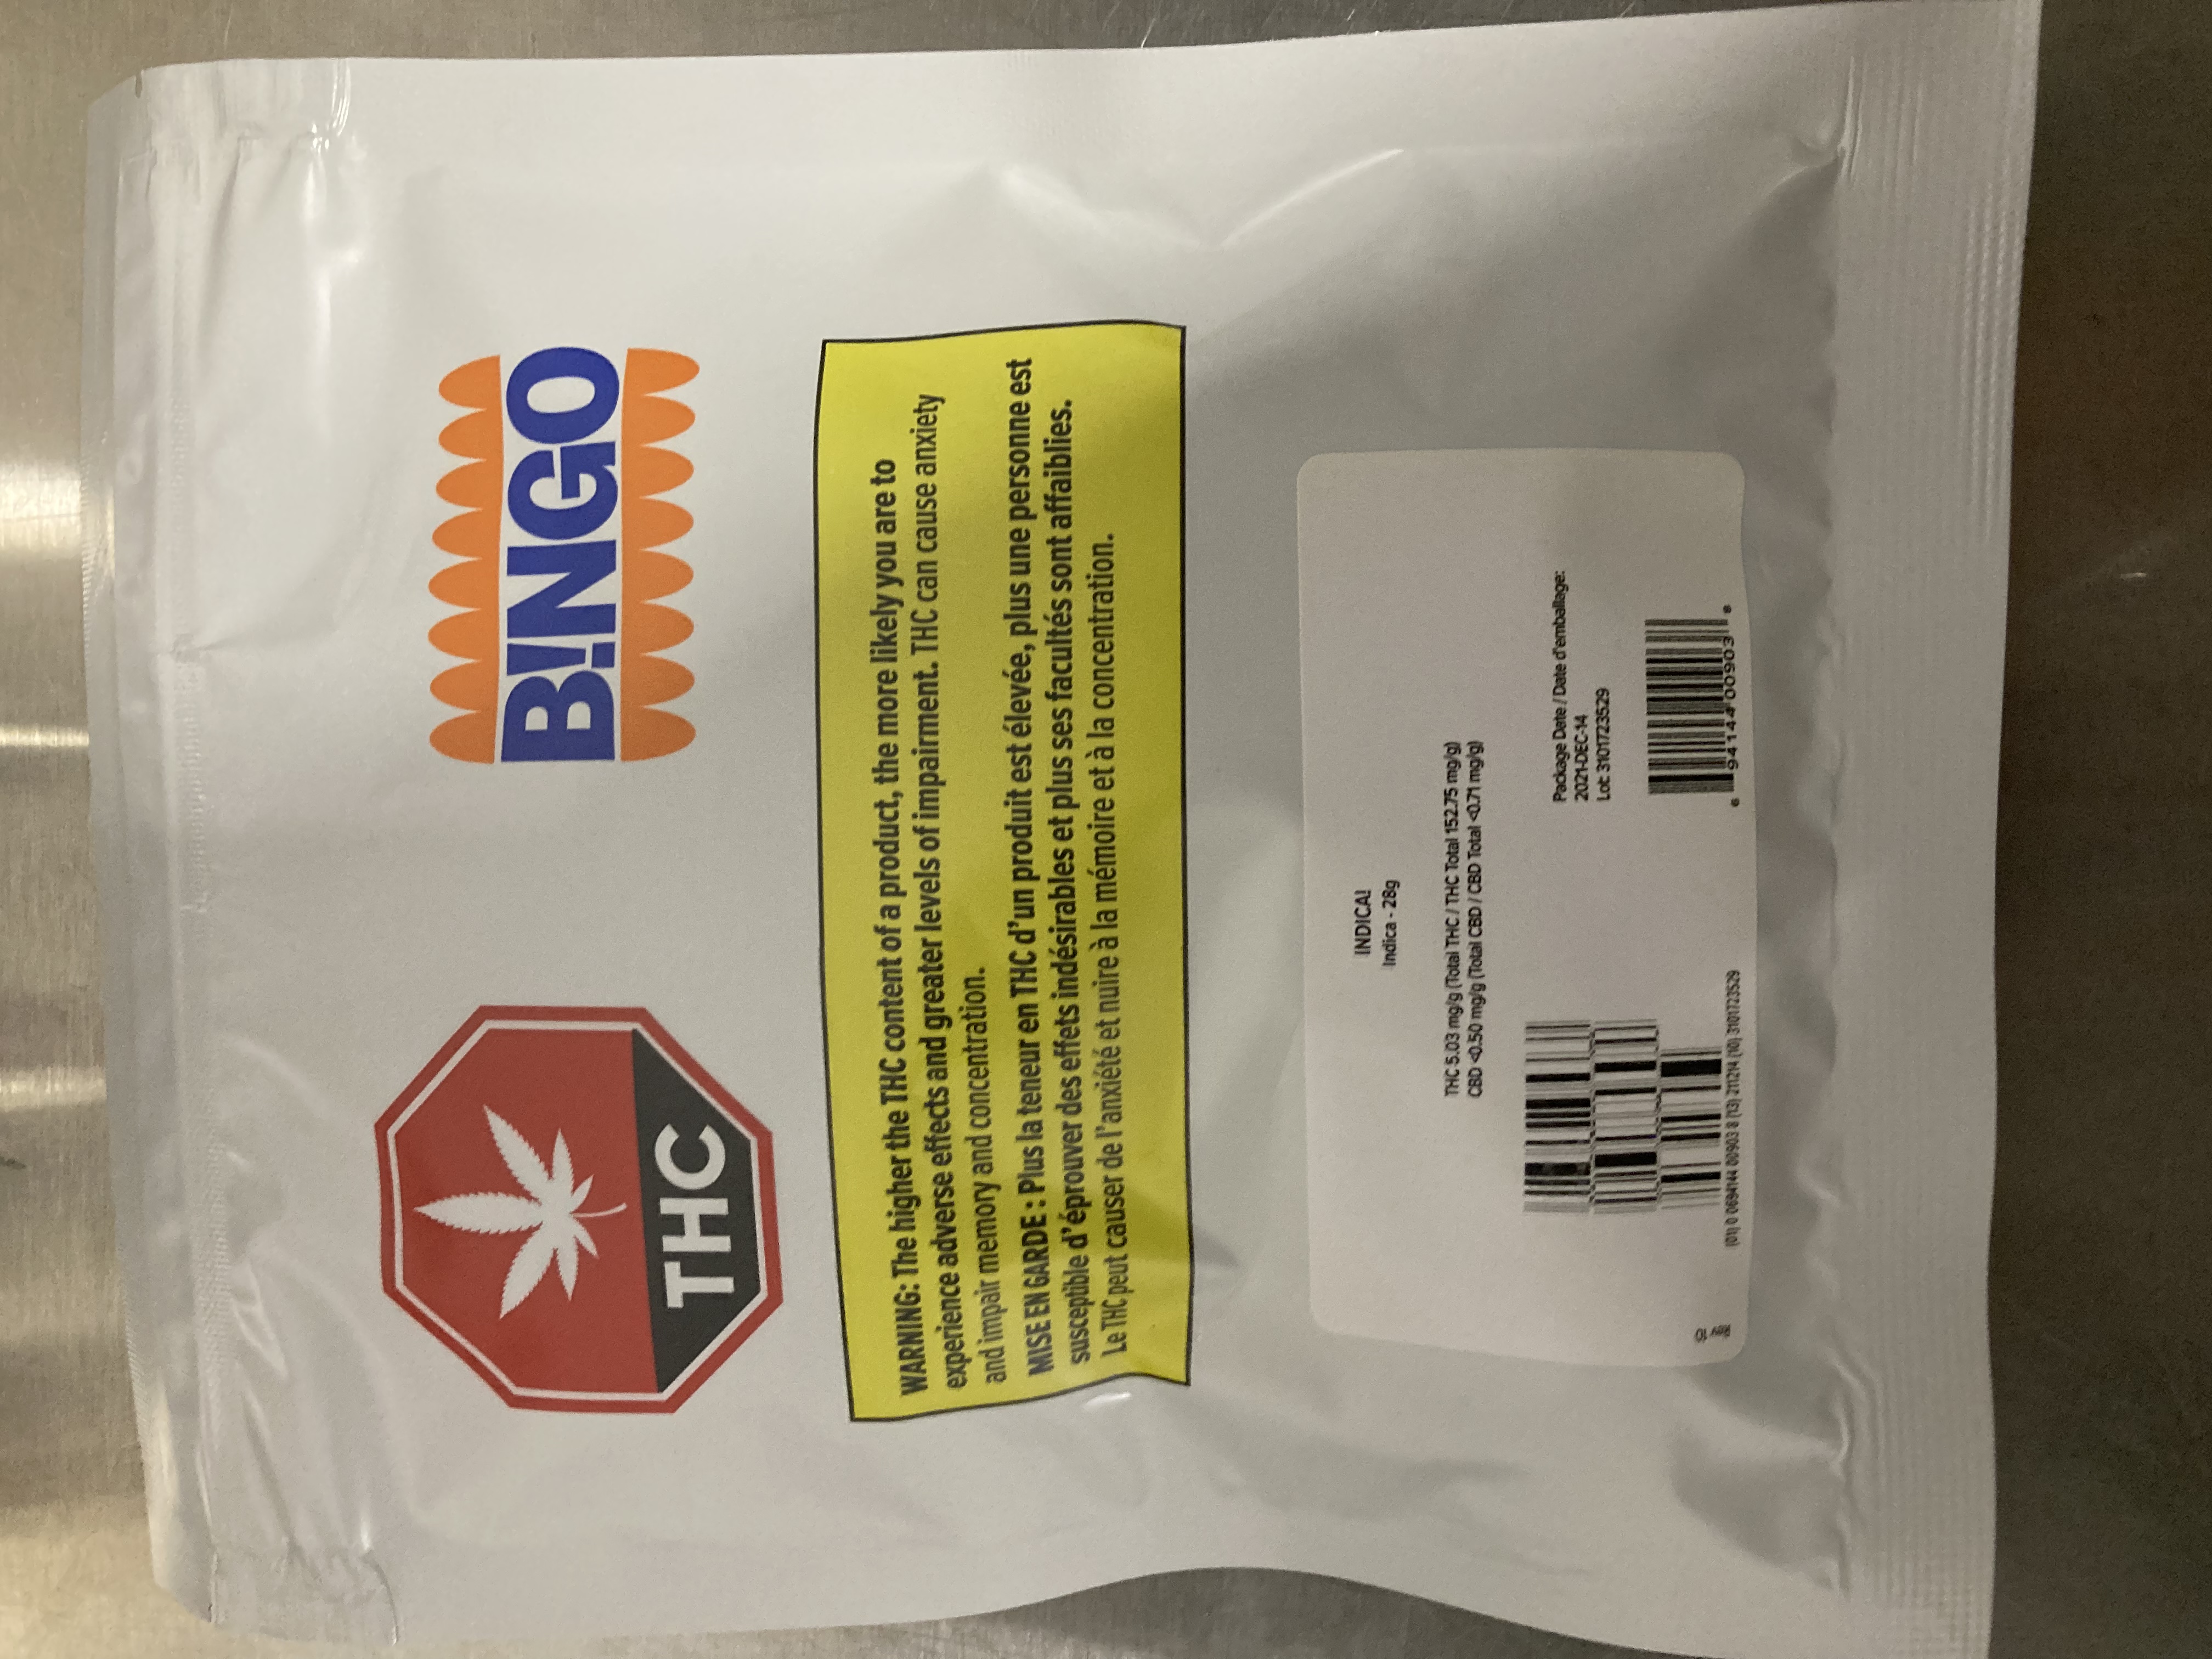 THC
B!NGO
WARNING: The higher the THC content of a product, the more likely you are to
experience adverse effects and greater levels of impairment. THC can cause anxiety
and impair memory and concentration.
MISE EN GARDE : Plus la teneur en THC d'un produit est élevée, plus une personne est
susceptible d'éprouver des effets indésirables et plus ses facultés sont affaiblies.
Le THC peut causer de l'anxiété et nuire à la mémoire et à la concentration.
INDICA!
Indica - 28g
THC 5.03 mg/g (Total THC / THC Total 152.75 mg/g)
CBD <0.50 mg/g (Total CBD / CBD Total <0.71 mg/g)
Package Date / Date d'emballage:
2021-DEC-14
Lot: 3101723529
Rev 10
(01) 0 0694144 00903 8 (13) 211214 (10) 3101723529
6 94144 00903 8